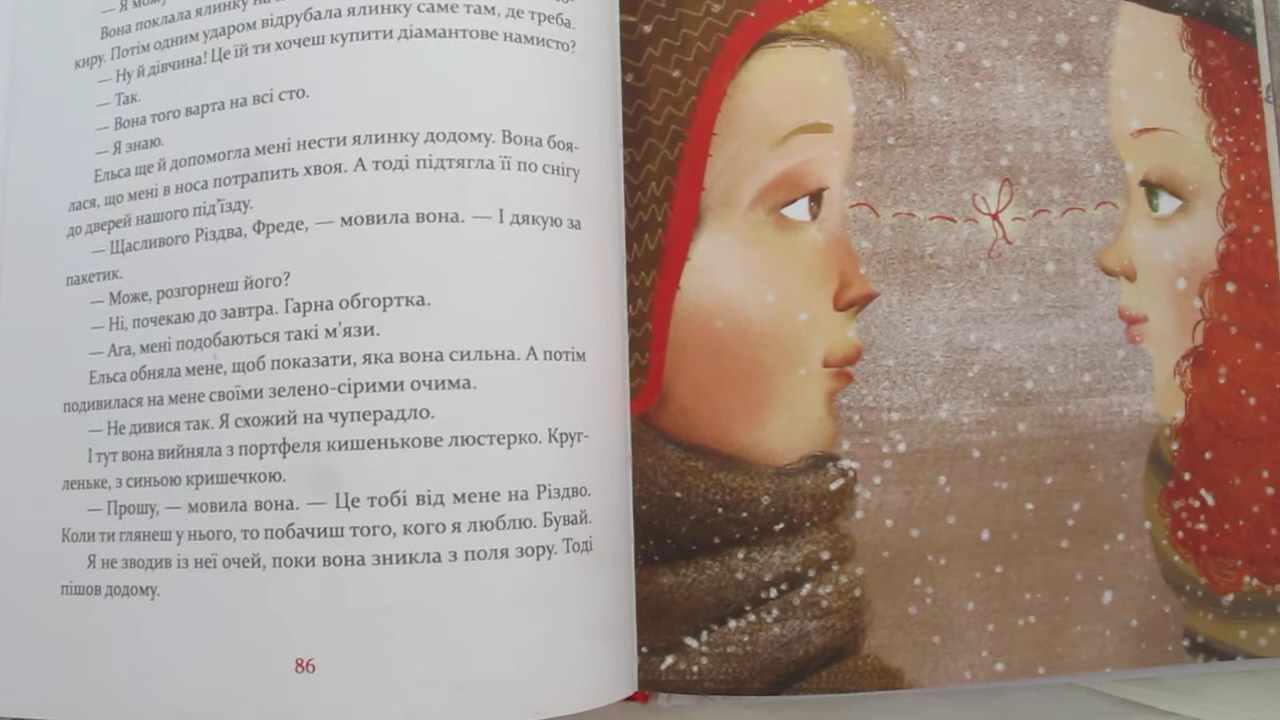 — Я
Вона поклала ялинку на
киру. Потім одним ударом відрубала ялинку саме там, де треба.
— Ну й дівчина! Це їй ти хочеш купити діамантове намисто?
— Так.
— Вона того варта на всі сто.
— Я знаю.
Ельса ще й допомогла мені нести ялинку додому. Вона боя-
лася, що мені в носа потрапить хвоя. А тоді підтягла її по снігу
до дверей нашого під’їзду.
— Щасливого Різдва, Фреде, — мовила вона. — І дякую за
пакетик.
— Може, розгорнеш його?
— Ні, почекаю до завтра. Гарна обгортка.
— Ага, мені подобаються такі м’язи.
Ельса обняла мене, щоб показати, яка вона сильна. А потім
подивилася на мене своїми зелено-сірими очима.
— Не дивися так. Я схожий на чуперадло.
І тут вона вийняла з портфеля кишенькове люстерко. Круг-
леньке, з синьою кришечкою.
— Прошу, — мовила вона. — Це тобі від мене на Різдво.
Коли ти глянеш у нього, то побачиш того, кого я люблю. Бувай.
Я не зводив із неї очей, поки вона зникла з поля зору. Тоді
пішов додому.
86